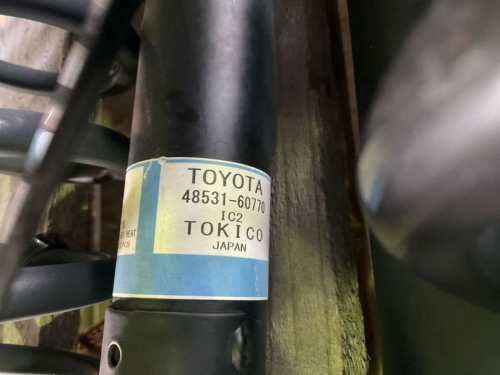 TOYOTA
48531-60770
IC2
TOKICO
JAPAN